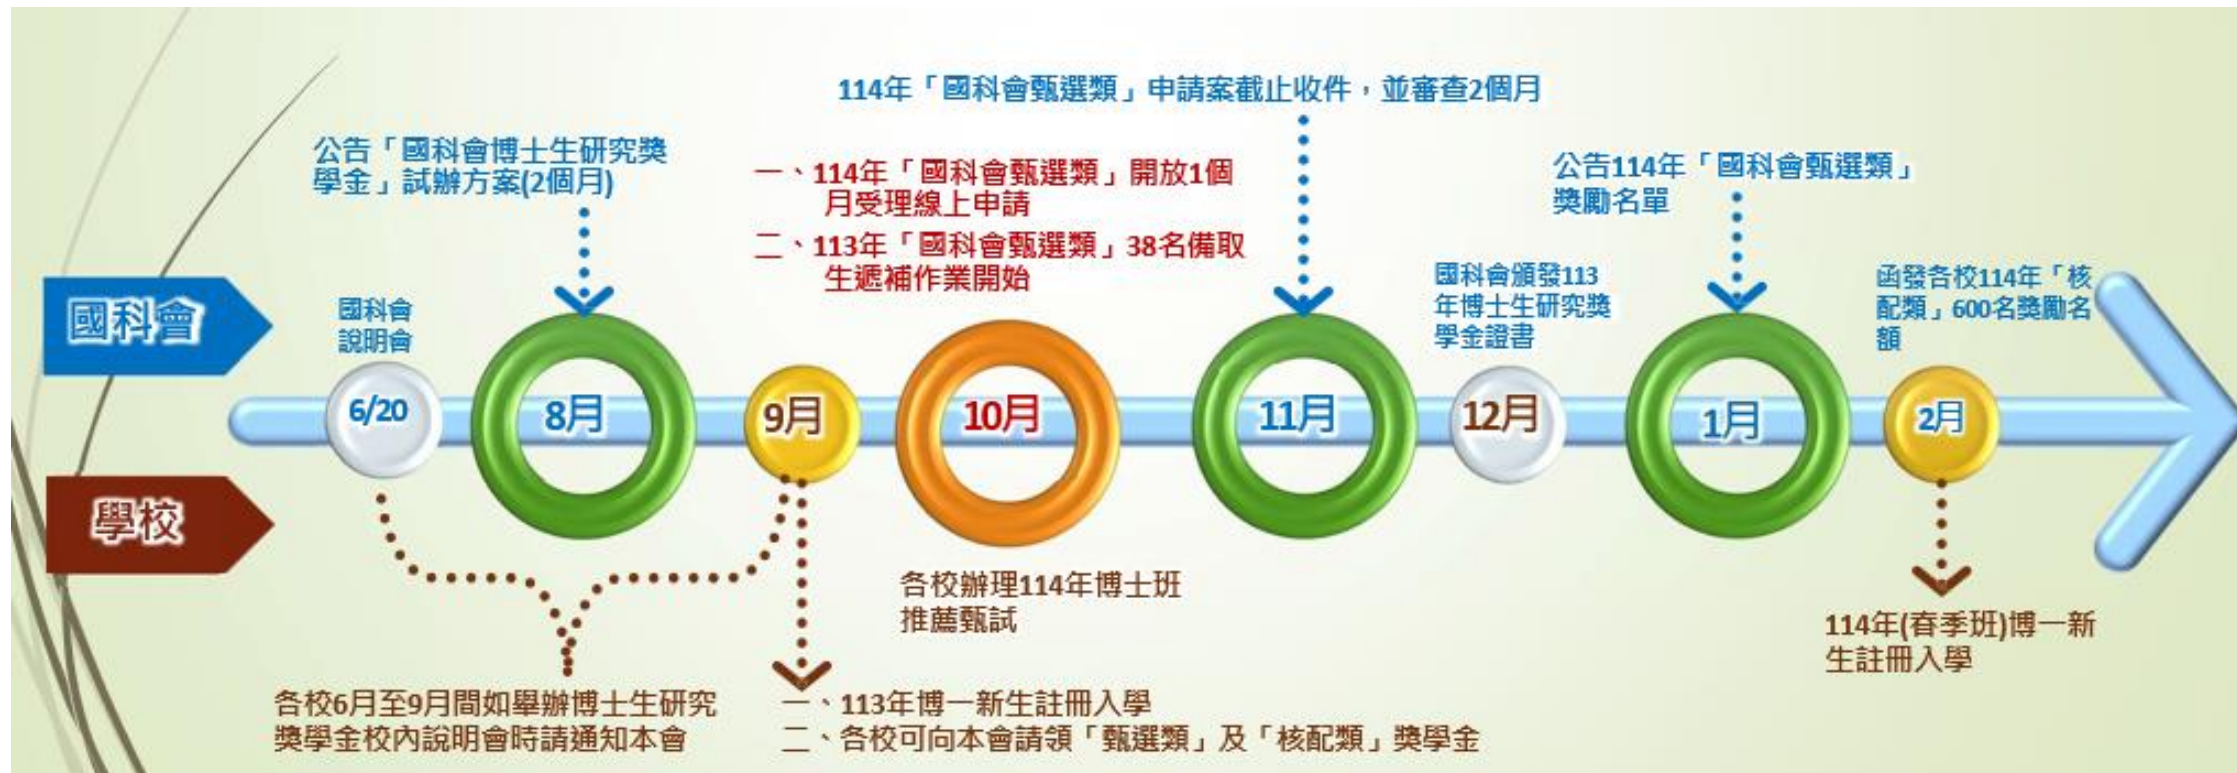 114年「國科會甄選類」申請案截止收件，並審查2個月
公告「國科會博士生研究獎
學金」試辦方案(2個月)
一、114年「國科會甄選類」開放1個
月受理線上申請
二、113年「國科會甄選類」38名備取
生遞補作業開始
公告114年「國科會甄選類」
獎勵名單
國科會
國科會
說明會
國科會頒發113
年博士生研究獎
學金證書
函發各校114年「核
配類」600名獎勵名
額
6/20
8月
9月
10月
11月
12月
1月
2月
學校
各校辦理114年博士班
推薦甄試
114年(春季班)博一新
生註冊入學
各校6月至9月間如舉辦博士生研究
獎學金校內說明會時請通知本會
一、113年博一新生註冊入學
二、各校可向本會請領「甄選類」及「核配類」獎學金